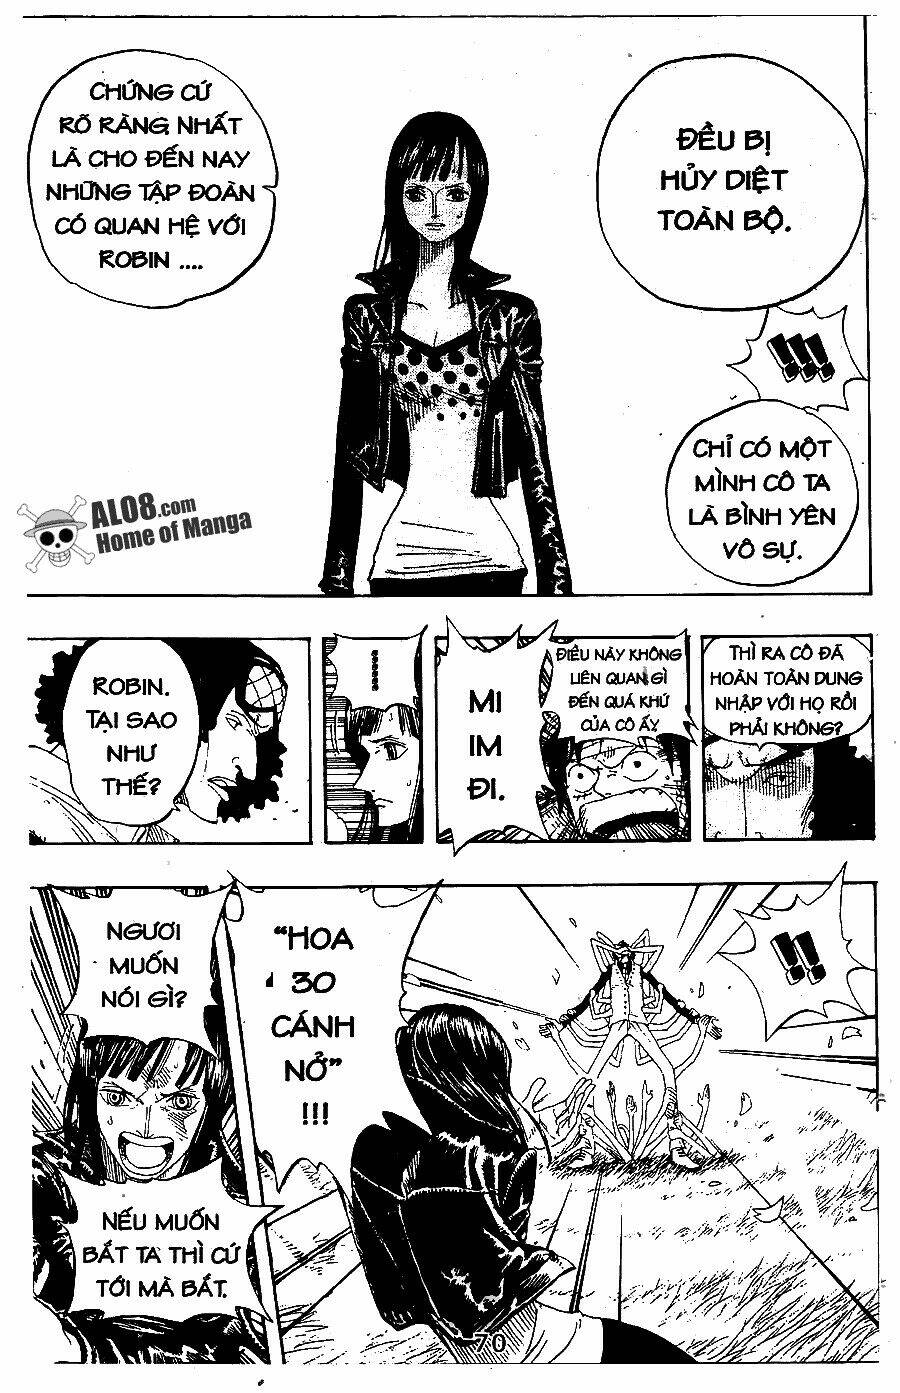 ĐỀU BỊ
HỦY DIỆT
TOÀN BỘ.
CHỨNG CỨ
RÕ RÀNG NHẤT
LÀ CHO ĐẾN NAY
NHỮNG TẬP ĐOÀN
CÓ QUAN HỆ VỚI
ROBIN ....
!!!
CHỈ CÓ MỘT
MÌNH CÔ TA
LÀ BÌNH YÊN
VÔ SỰ.
ALO8.com
Home of Manga
THÌ RA CÔ ĐÃ
HOÀN TOÀN DUNG
NHẬP VỚI HỌ RỒI
PHẢI KHÔNG?
ĐIỀU NÀY KHÔNG
LIÊN QUAN GÌ
ĐẾN QUÁ KHỨ
CỦA CÔ ẤY.
MI
IM
ĐI.
......
ROBIN.
TẠI SAO
NHƯ
THẾ?
!!
"HOA
30
CÁNH
NỞ"
!!!
NGƯƠI
MUỐN
NÓI GÌ?
NẾU MUỐN
BẮT TA THÌ CỨ
TỚI MÀ BẮT.
70